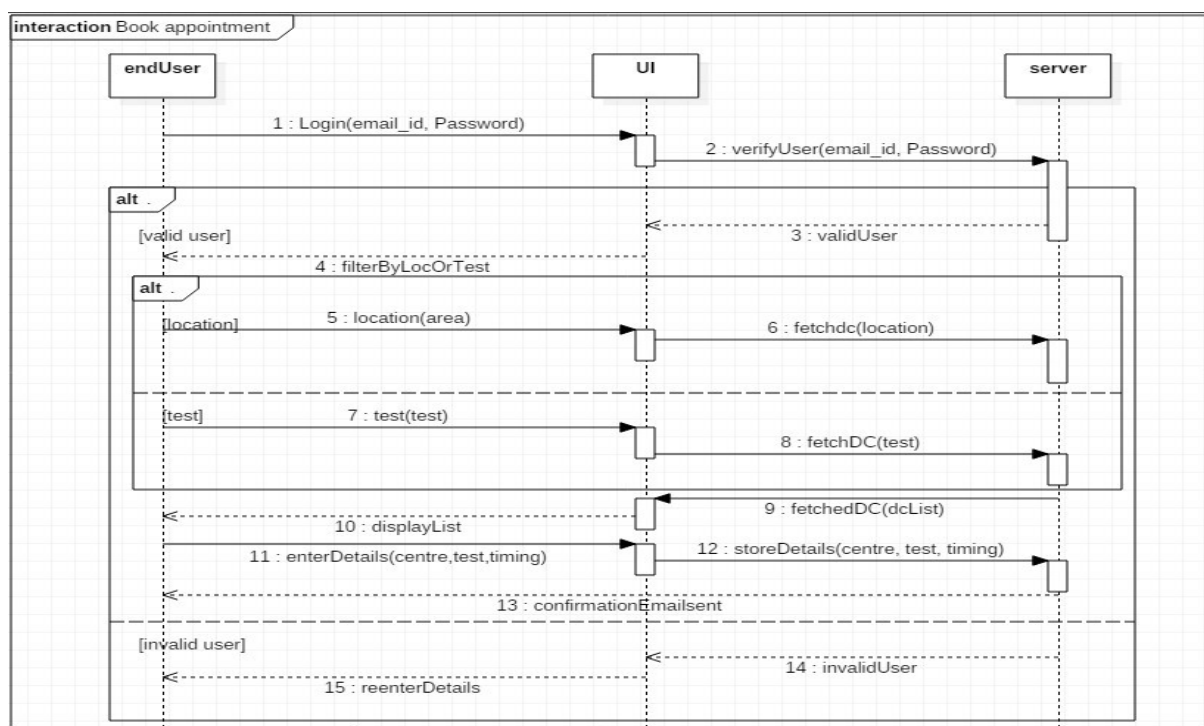 interaction Book appointment
endUser
UI
server
1 : Login(email_id, Password)
2 : verifyUser(email_id, Password)
alt .
3 : validUser
[valid user]
4 : filterByLocOrTest
alt .
[location]
5 : location(area)
6 : fetchdc(location)
[test]
7 : test(test)
8 : fetchDC(test)
9 : fetchedDC(dcList)
10 : displayList
11 : enterDetails(centre,test,timing)
12 : storeDetails(centre, test, timing)
13 : confirmationEmailsent
[invalid user]
14 : invalidUser
15 : reenterDetails